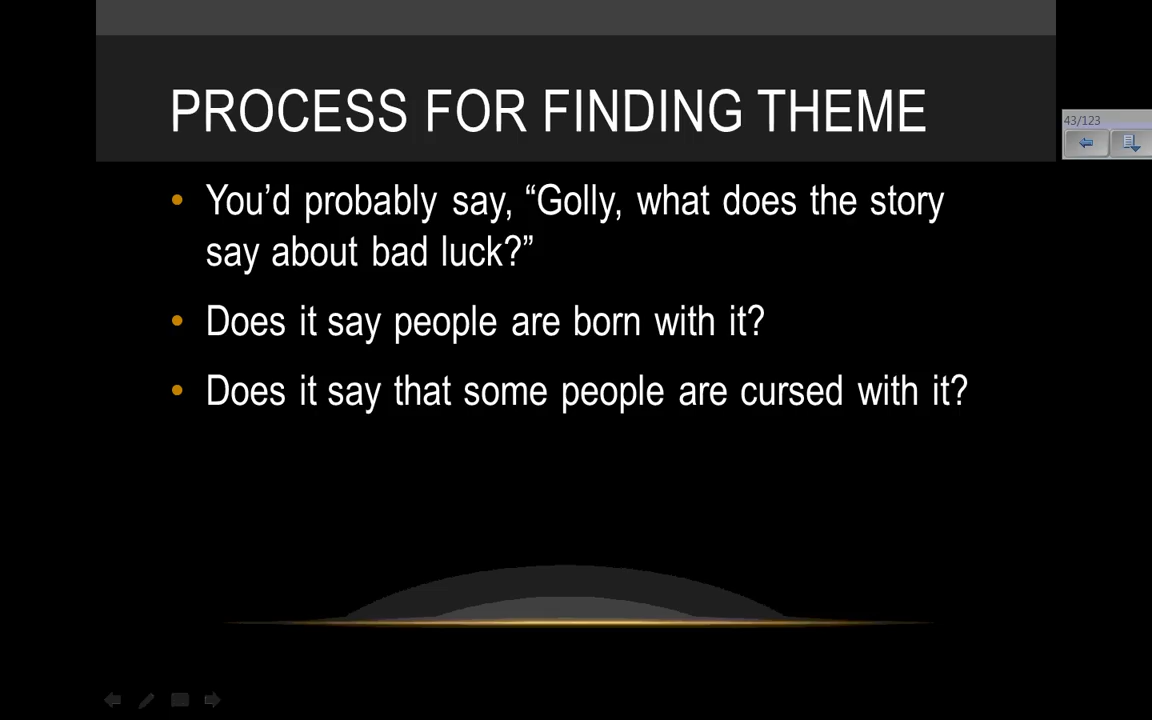 PROCESS FOR FINDING THEME
43/123
• You’d probably say, “Golly, what does the story
say about bad luck?”
• Does it say people are born with it?
• Does it say that some people are cursed with it?